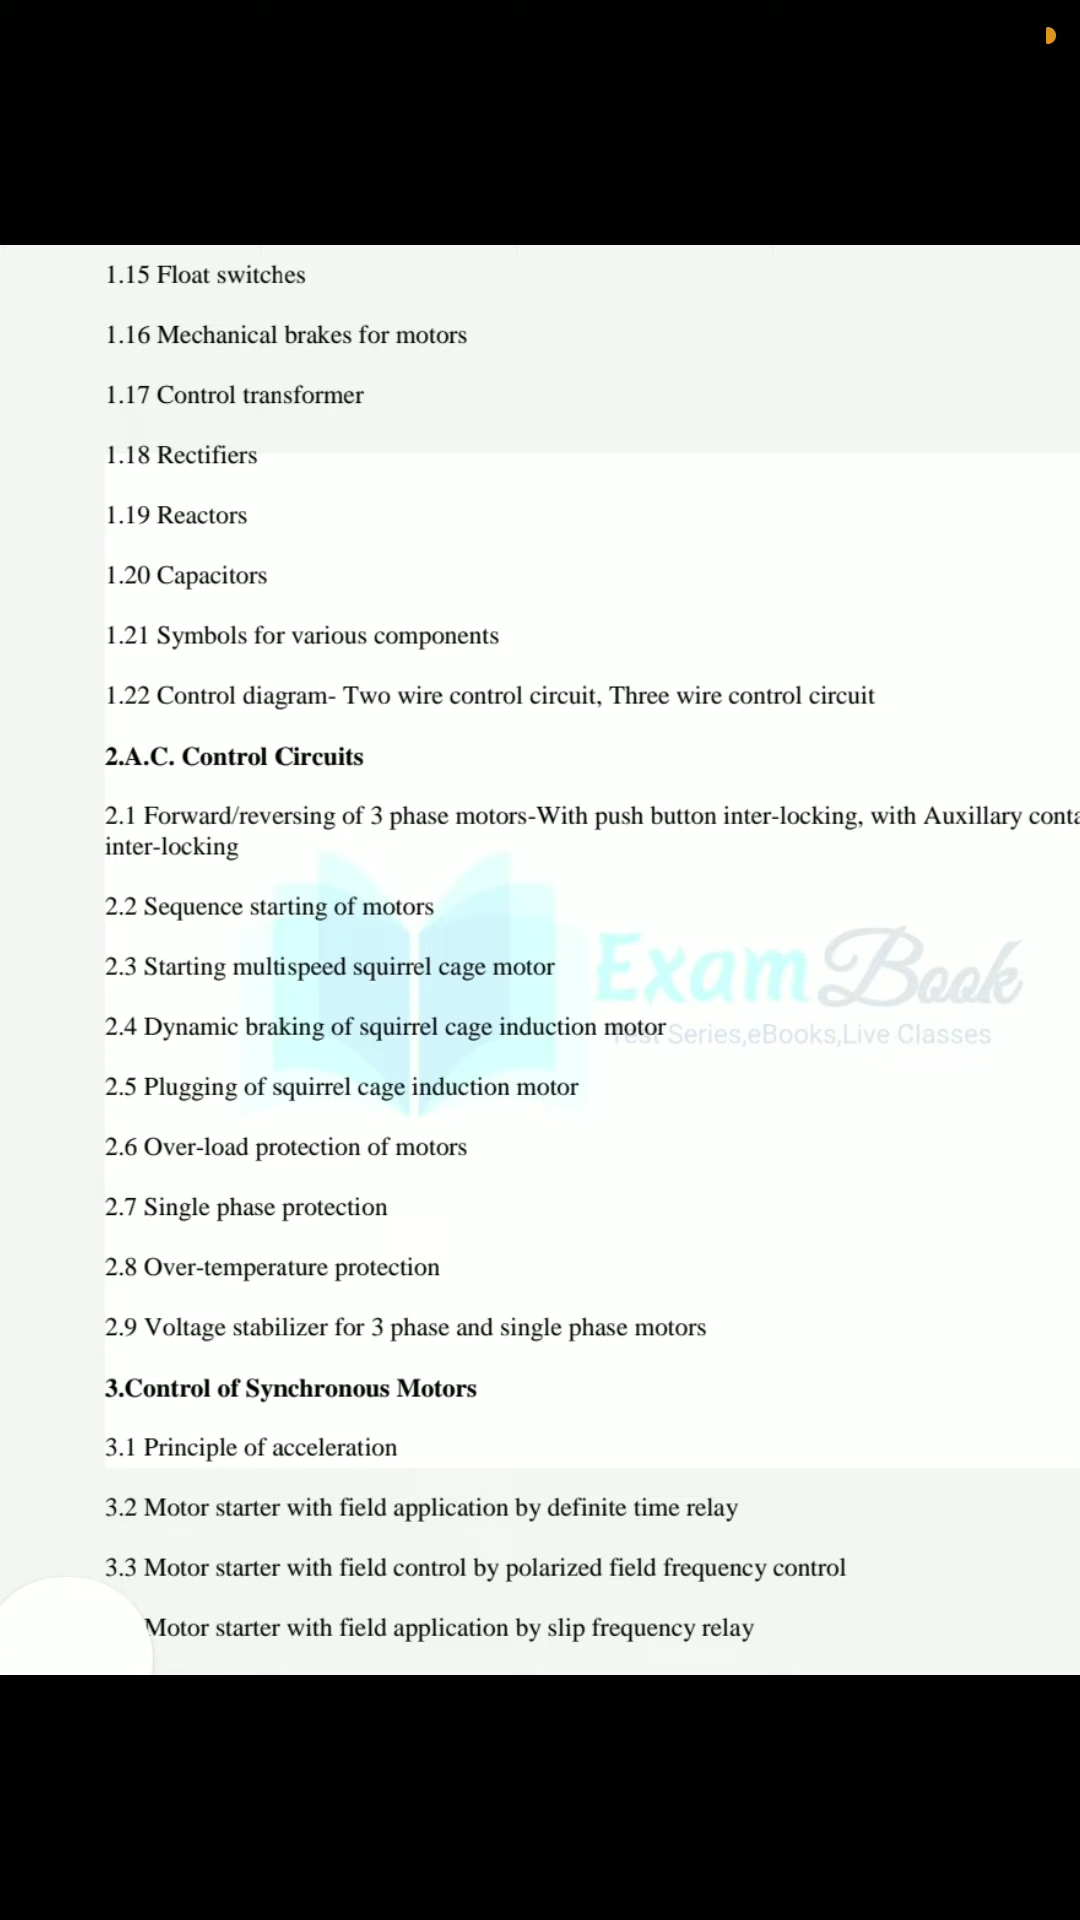 1.15 Float switches
1.16 Mechanical brakes for motors
1.17 Control transformer
1.18 Rectifiers
1.19 Reactors
1.20 Capacitors
1.21 Symbols for various components
1.22 Control diagram- Two wire control circuit, Three wire control circuit
2.A.C. Control Circuits
2.1 Forward/reversing of 3 phase motors-With push button inter-locking, with Auxillary conta
inter-locking
2.2 Sequence starting of motors
ExamBook
2.3 Starting multispeed squirrel cage motor
2.4 Dynamic braking of squirrel cage induction motor
Test Series,eBooks,Live Classes
2.5 Plugging of squirrel cage induction motor
2.6 Over-load protection of motors
2.7 Single phase protection
2.8 Over-temperature protection
2.9 Voltage stabilizer for 3 phase and single phase motors
3.Control of Synchronous Motors
3.1 Principle of acceleration
3.2 Motor starter with field application by definite time relay
3.3 Motor starter with field control by polarized field frequency control
Motor starter with field application by slip frequency relay